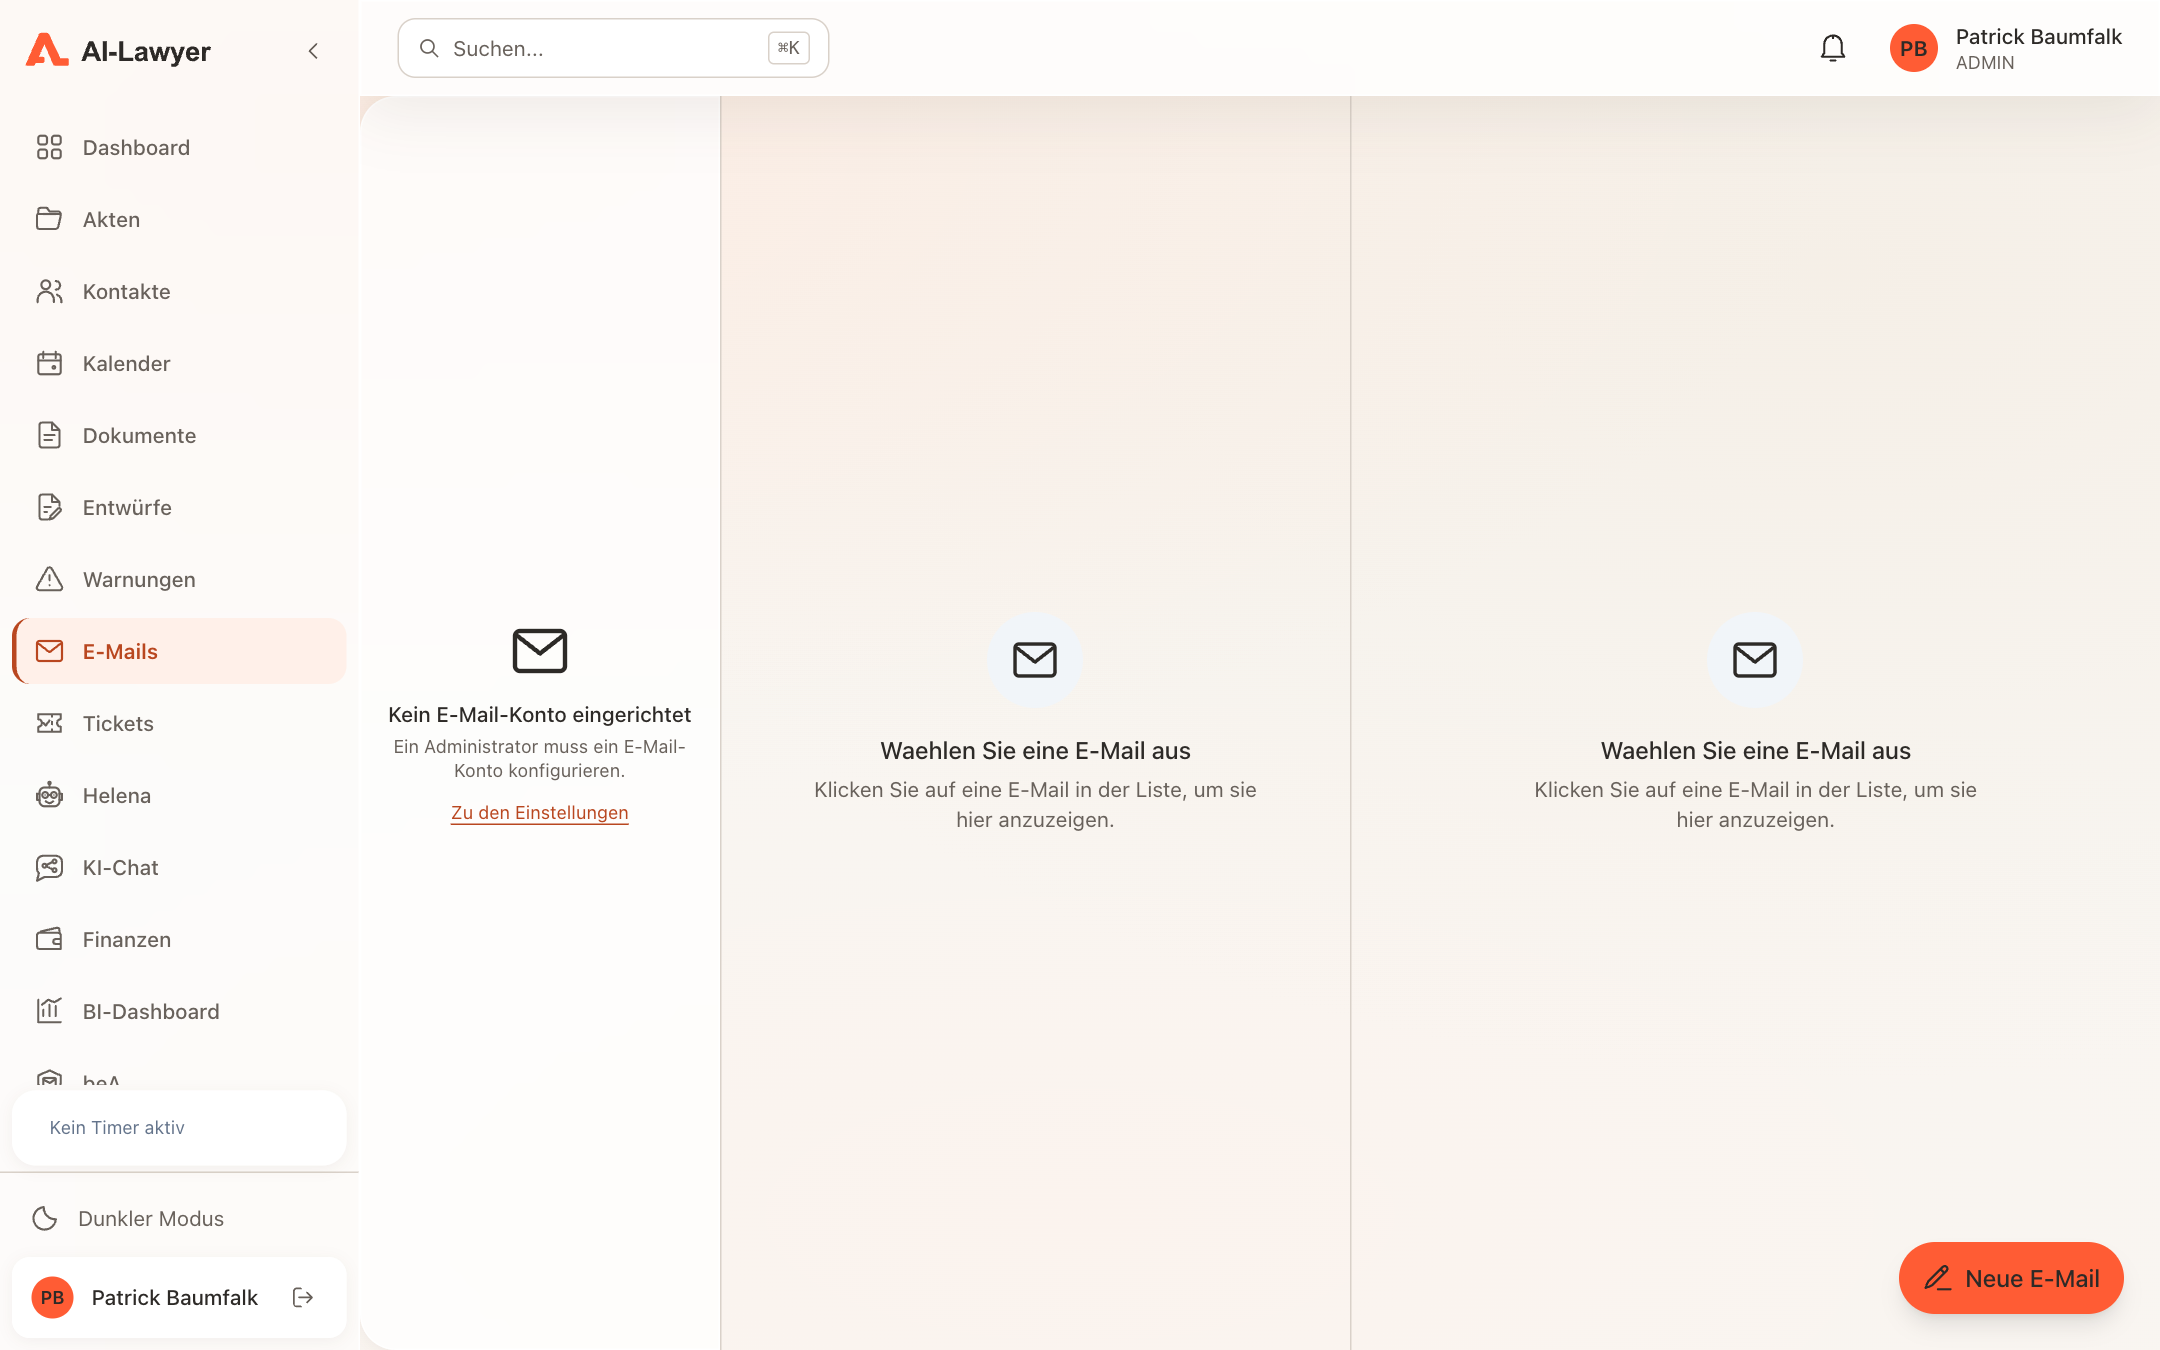 AI-Lawyer
Suchen...
⌘K
PB
Patrick Baumfalk
ADMIN
Dashboard
Akten
Kontakte
Kalender
Dokumente
Entwürfe
Warnungen
E-Mails
Tickets
Helena
KI-Chat
Finanzen
BI-Dashboard
beA
Kein Timer aktiv
Dunkler Modus
PB
Patrick Baumfalk
Kein E-Mail-Konto eingerichtet
Ein Administrator muss ein E-Mail-
Konto konfigurieren.
Zu den Einstellungen
Waehlen Sie eine E-Mail aus
Klicken Sie auf eine E-Mail in der Liste, um sie
hier anzuzeigen.
Waehlen Sie eine E-Mail aus
Klicken Sie auf eine E-Mail in der Liste, um sie
hier anzuzeigen.
Neue E-Mail